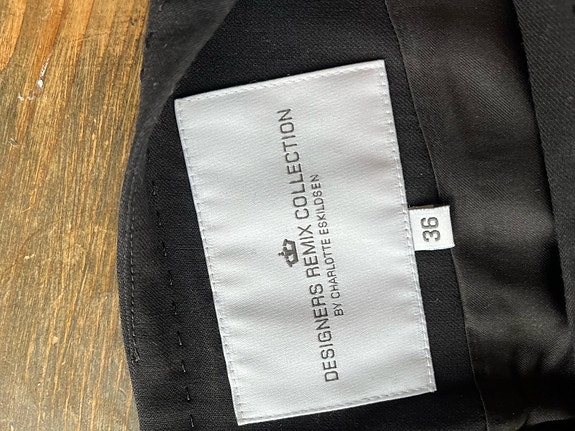 DESIGNERS REMIX COLLECTION
BY CHARLOTTE ESKILDSEN
36